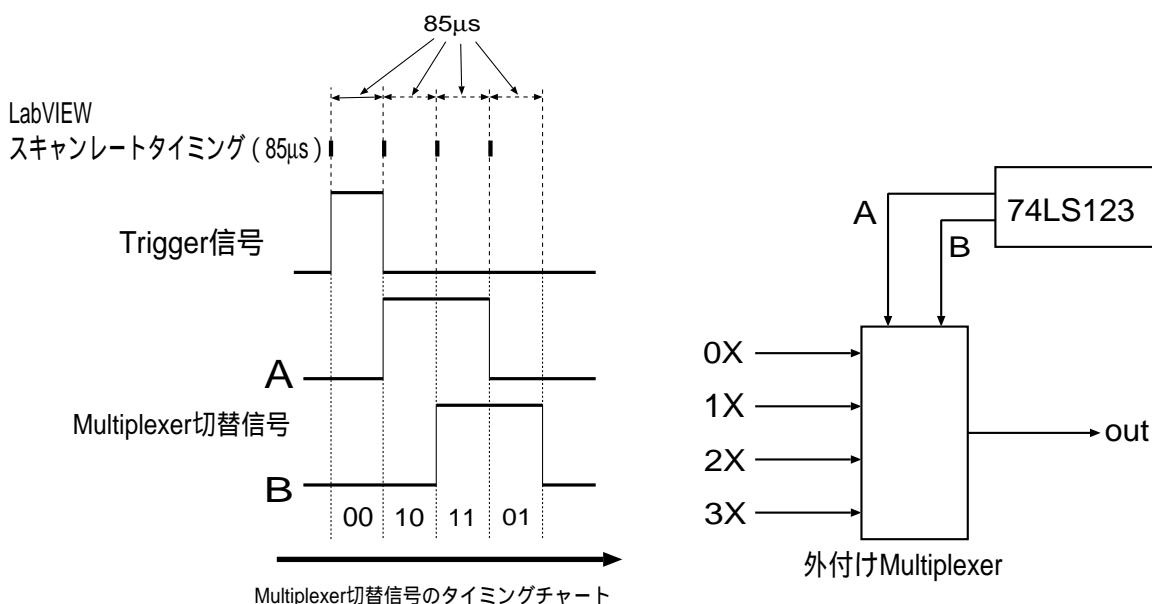 85μs
LabVIEW
スキャンレートタイミング ( 85μs )
Trigger信号
A
Multiplexer切替信号
B
00 10 11 01
Multiplexer切替信号のタイミングチャート
74LS123
A
B
0X
1X
2X
3X
out
外付けMultiplexer